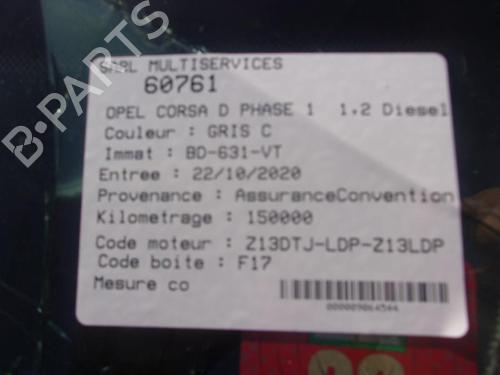 B-PARTS
SARL MULTISERVICES
60761
OPEL CORSA D PHASE 1 1.2 Diesel
Couleur : GRIS C
Immat : BD-631-VT
Entree : 22/10/2020
Provenance : AssuranceConvention
Kilometrage : 150000
Code moteur : Z13DTJ-LDP-Z13LDP
Code boite : F17
Mesure co